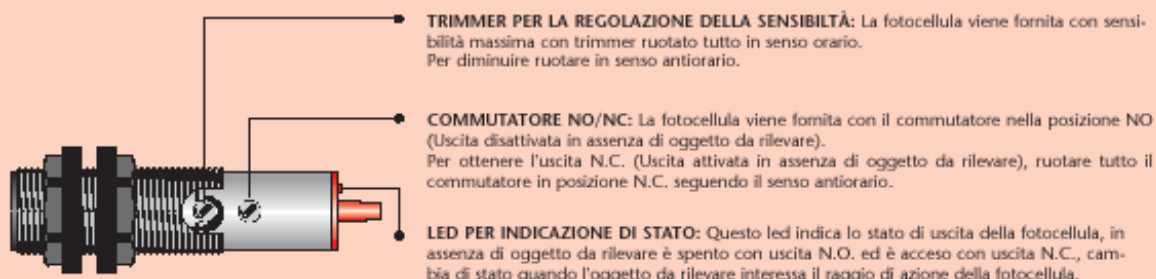 TRIMMER PER LA REGOLAZIONE DELLA SENSIBILTÀ: La fotocellula viene fornita con sensi-
bilità massima con trimmer ruotato tutto in senso orario.
Per diminuire ruotare in senso antiorario.
COMMUTATORE NO/NC: La fotocellula viene fornita con il commutatore nella posizione NO
(Uscita disattivata in assenza di oggetto da rilevare).
Per ottenere l'uscita N.C. (Uscita attivata in assenza di oggetto da rilevare), ruotare tutto il
commutatore in posizione N.C. seguendo il senso antiorario.
LED PER INDICAZIONE DI STATO: Questo led indica lo stato di uscita della fotocellula, in
assenza di oggetto da rilevare è spento con uscita N.O. ed è acceso con uscita N.C., cam-
bia di stato quando l'oggetto da rilevare interessa il raggio di azione della fotocellula.